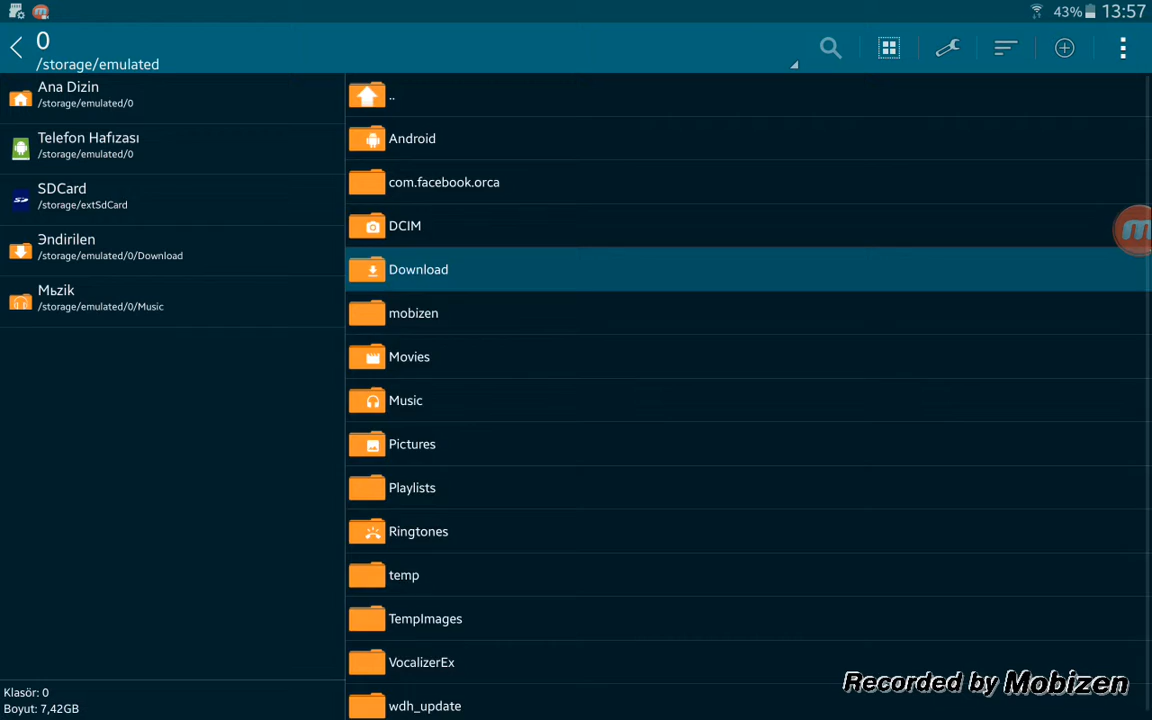 43% 13:57
0
/storage/emulated
Ana Dizin
/storage/emulated/0
Telefon Hafızası
/storage/emulated/0
SDCard
/storage/extSdCard
Əndirilen
/storage/emulated/0/Download
Mьzik
/storage/emulated/0/Music
Klasör: 0
Boyut: 7,42GB
..
Android
com.facebook.orca
DCIM
Download
mobizen
Movies
Music
Pictures
Playlists
Ringtones
temp
TempImages
VocalizerEx
wdh_update
Recorded by Mobizen